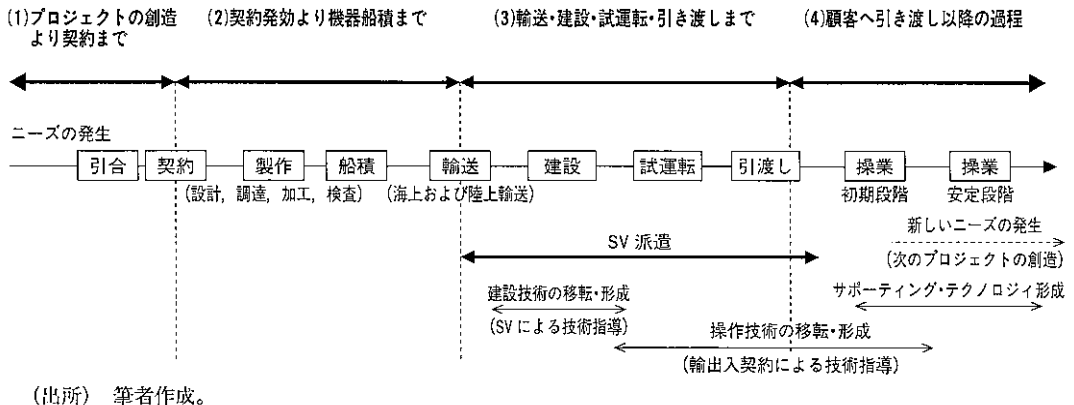 (1)プロジェクトの創造
より契約まで
(2)契約発効より機器船積まで
(3)輸送・建設・試運転・引き渡しまで
(4)顧客へ引き渡し以降の過程
ニーズの発生
引合
契約
製作
船積
輸送
建設
試運転
引渡し
操業
操業
(設計, 調達, 加工, 検査)
(海上および陸上輸送)
初期段階
安定段階
新しいニーズの発生
(次のプロジェクトの創造)
SV 派遣
サポーティング・テクノロジィ形成
建設技術の移転・形成
(SV による技術指導)
操作技術の移転・形成
(輸出入契約による技術指導)
(出所) 筆者作成。